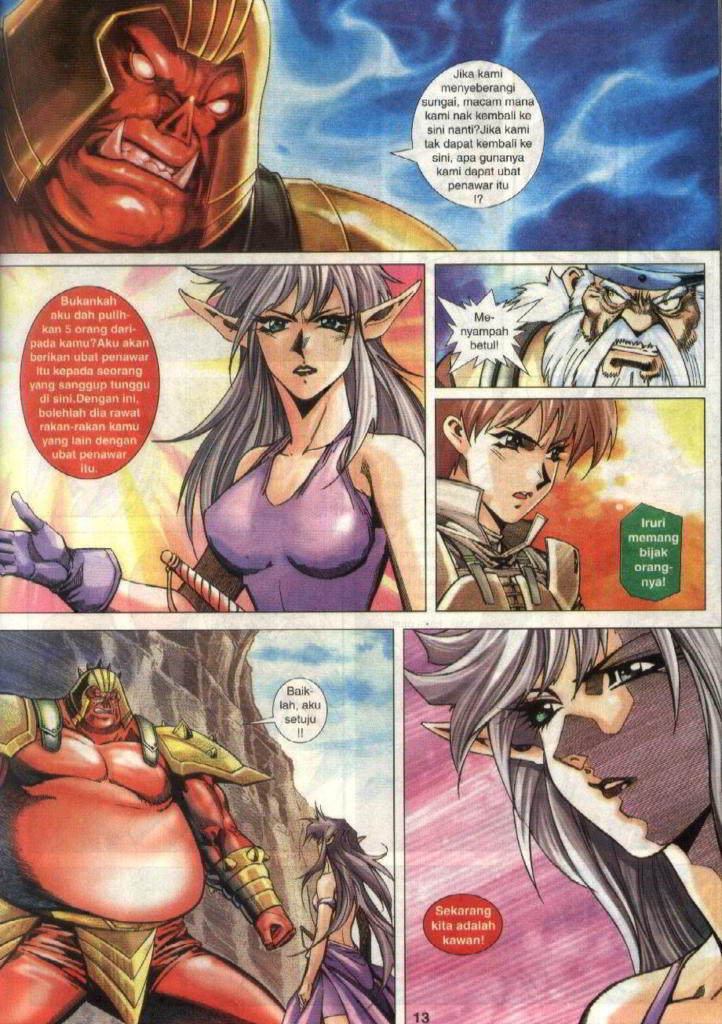 Jika kami
menyeberangi
sungai, macam mana
kami nak kembali ke
sini nanti?Jika kami
tak dapat kembali ke
sini, apa gunanya
kami dapat ubat
penawar itu
!?
Bukankah
aku dah pulih-
kan 5 orang dari-
pada kamu?Aku akan
berikan ubat penawar
itu kepada seorang
yang sanggup tunggu
di sini.Dengan ini,
bolehlah dia rawat
rakan-rakan kamu
yang lain dengan
ubat penawar
itu.
Me-
nyampah
betul!
Iruri
memang
bijak
orang-
nya!
Baik-
lah, aku
setuju
!!
Sekarang
kita adalah
kawan!
13